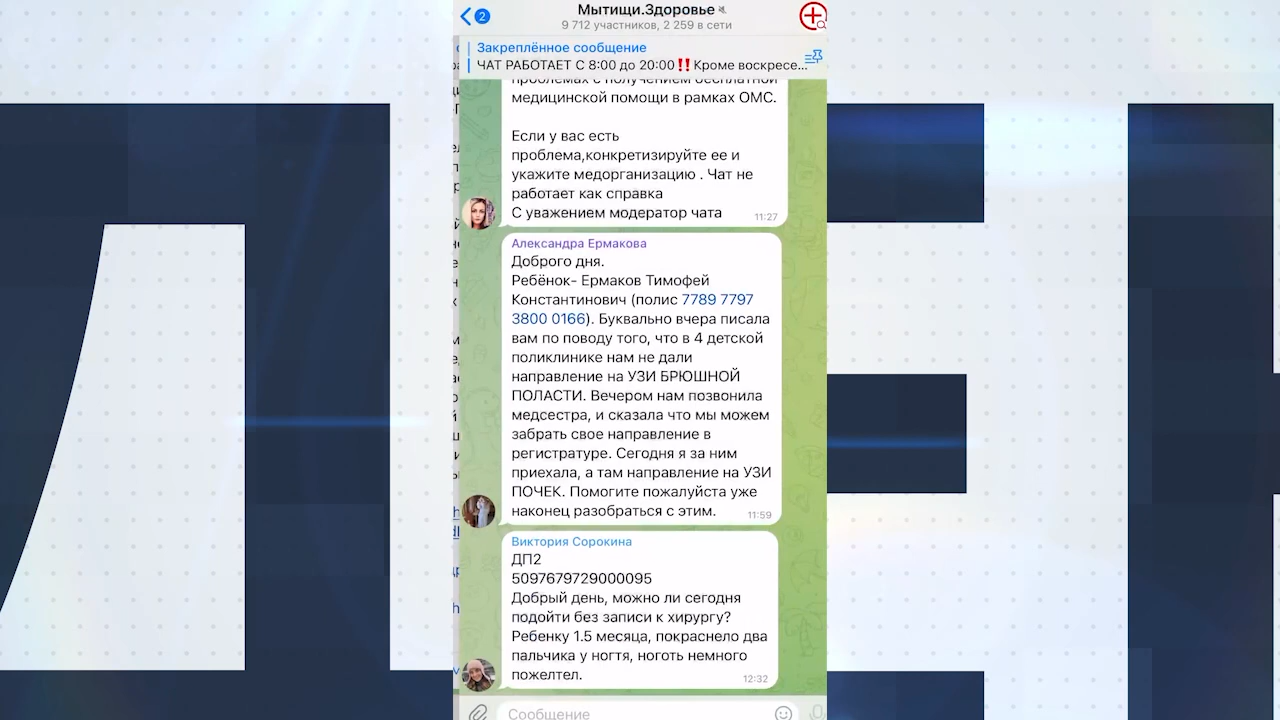 2
Мытищи.Здоровье
9 712 участников, 2 259 в сети
Закреплённое сообщение
ЧАТ РАБОТАЕТ С 8:00 до 20:00‼️Кроме воскресе...
проблемах с получением бесплатной
медицинской помощи в рамках ОМС.
Если у вас есть
проблема,конкретизируйте ее и
укажите медорганизацию . Чат не
работает как справка
С уважением модератор чата
11:27
Александра Ермакова
Доброго дня.
Ребёнок- Ермаков Тимофей
Константинович (полис 7789 7797
3800 0166). Буквально вчера писала
вам по поводу того, что в 4 детской
поликлинике нам не дали
направление на УЗИ БРЮШНОЙ
ПОЛАСТИ. Вечером нам позвонила
медсестра, и сказала что мы можем
забрать свое направление в
регистратуре. Сегодня я за ним
приехала, а там направление на УЗИ
ПОЧЕК. Помогите пожалуйста уже
наконец разобраться с этим.
11:59
Виктория Сорокина
ДП2
5097679729000095
Добрый день, можно ли сегодня
подойти без записи к хирургу?
Ребенку 1.5 месяца, покраснело два
пальчика у ногтя, ноготь немного
пожелтел.
12:32
Сообщение